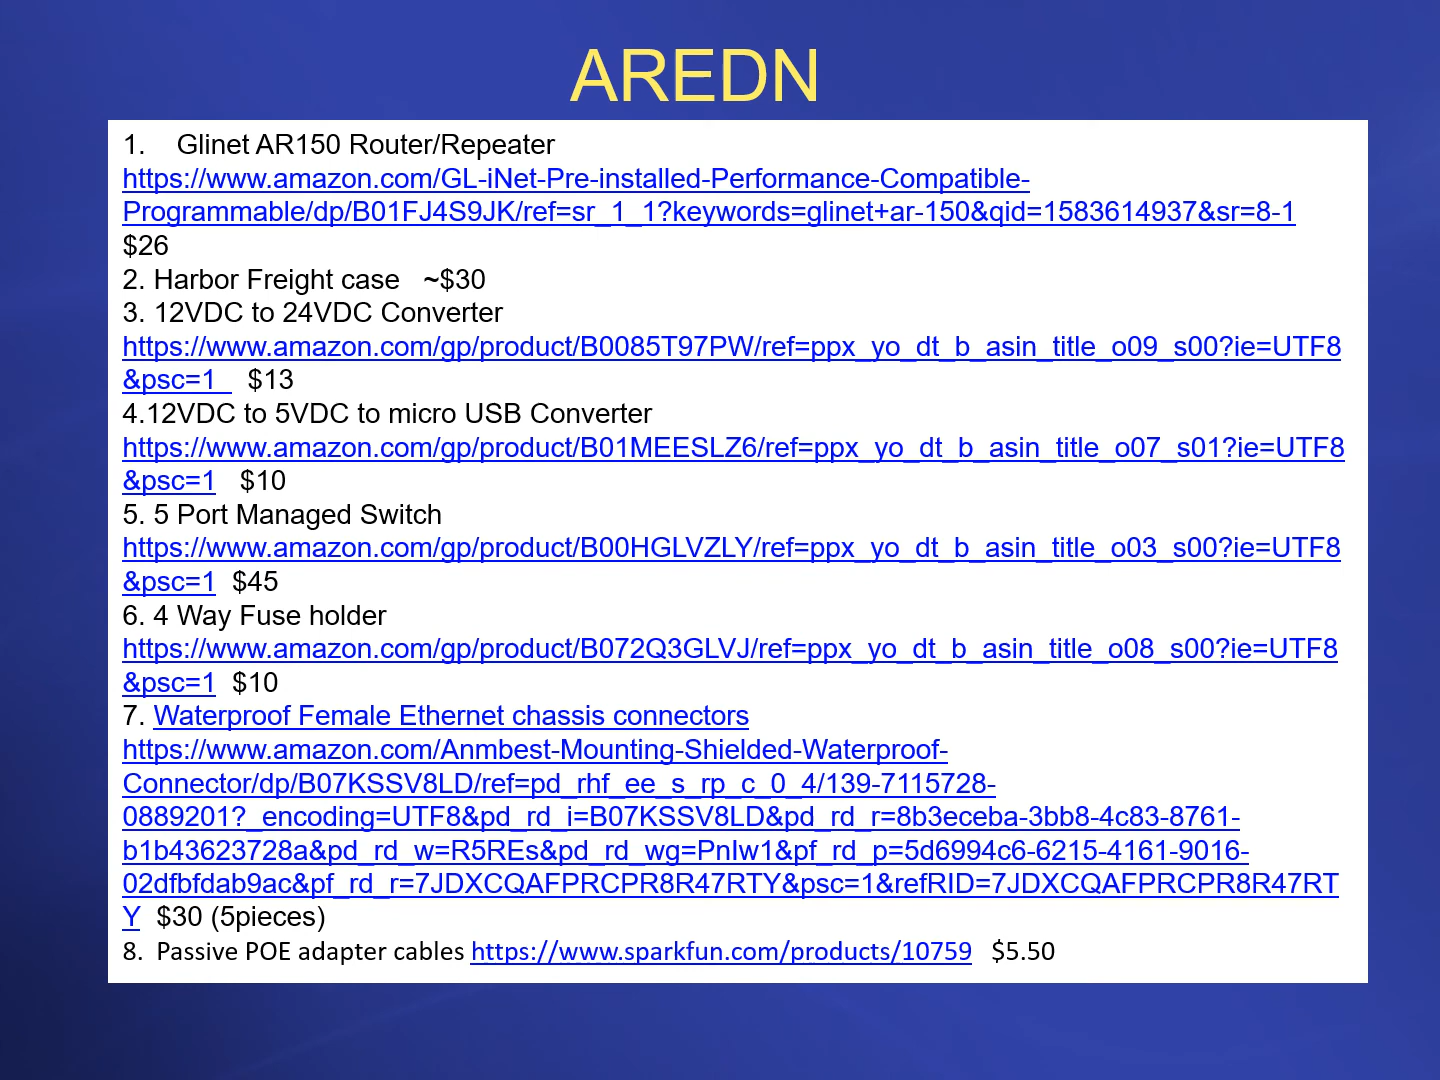 AREDN
1. Glinet AR150 Router/Repeater
https://www.amazon.com/GL-iNet-Pre-installed-Performance-Compatible-
Programmable/dp/B01FJ4S9JK/ref=sr_1_1?keywords=glinet+ar-150&qid=1583614937&sr=8-1
$26
2. Harbor Freight case ~$30
3. 12VDC to 24VDC Converter
https://www.amazon.com/gp/product/B0085T97PW/ref=ppx_yo_dt_b_asin_title_o09_s00?ie=UTF8
&psc=1 $13
4.12VDC to 5VDC to micro USB Converter
https://www.amazon.com/gp/product/B01MEESLZ6/ref=ppx_yo_dt_b_asin_title_o07_s01?ie=UTF8
&psc=1 $10
5. 5 Port Managed Switch
https://www.amazon.com/gp/product/B00HGLVZLY/ref=ppx_yo_dt_b_asin_title_o03_s00?ie=UTF8
&psc=1 $45
6. 4 Way Fuse holder
https://www.amazon.com/gp/product/B072Q3GLVJ/ref=ppx_yo_dt_b_asin_title_o08_s00?ie=UTF8
&psc=1 $10
7. Waterproof Female Ethernet chassis connectors
https://www.amazon.com/Anmbest-Mounting-Shielded-Waterproof-
Connector/dp/B07KSSV8LD/ref=pd_rhf_ee_s_rp_c_0_4/139-7115728-
0889201?_encoding=UTF8&pd_rd_i=B07KSSV8LD&pd_rd_r=8b3eceba-3bb8-4c83-8761-
b1b43623728a&pd_rd_w=R5REs&pd_rd_wg=PnIw1&pf_rd_p=5d6994c6-6215-4161-9016-
02dfbfdab9ac&pf_rd_r=7JDXCQAFPRCPR8R47RTY&psc=1&refRID=7JDXCQAFPRCPR8R47RT
Y $30 (5pieces)
8. Passive POE adapter cables https://www.sparkfun.com/products/10759 $5.50